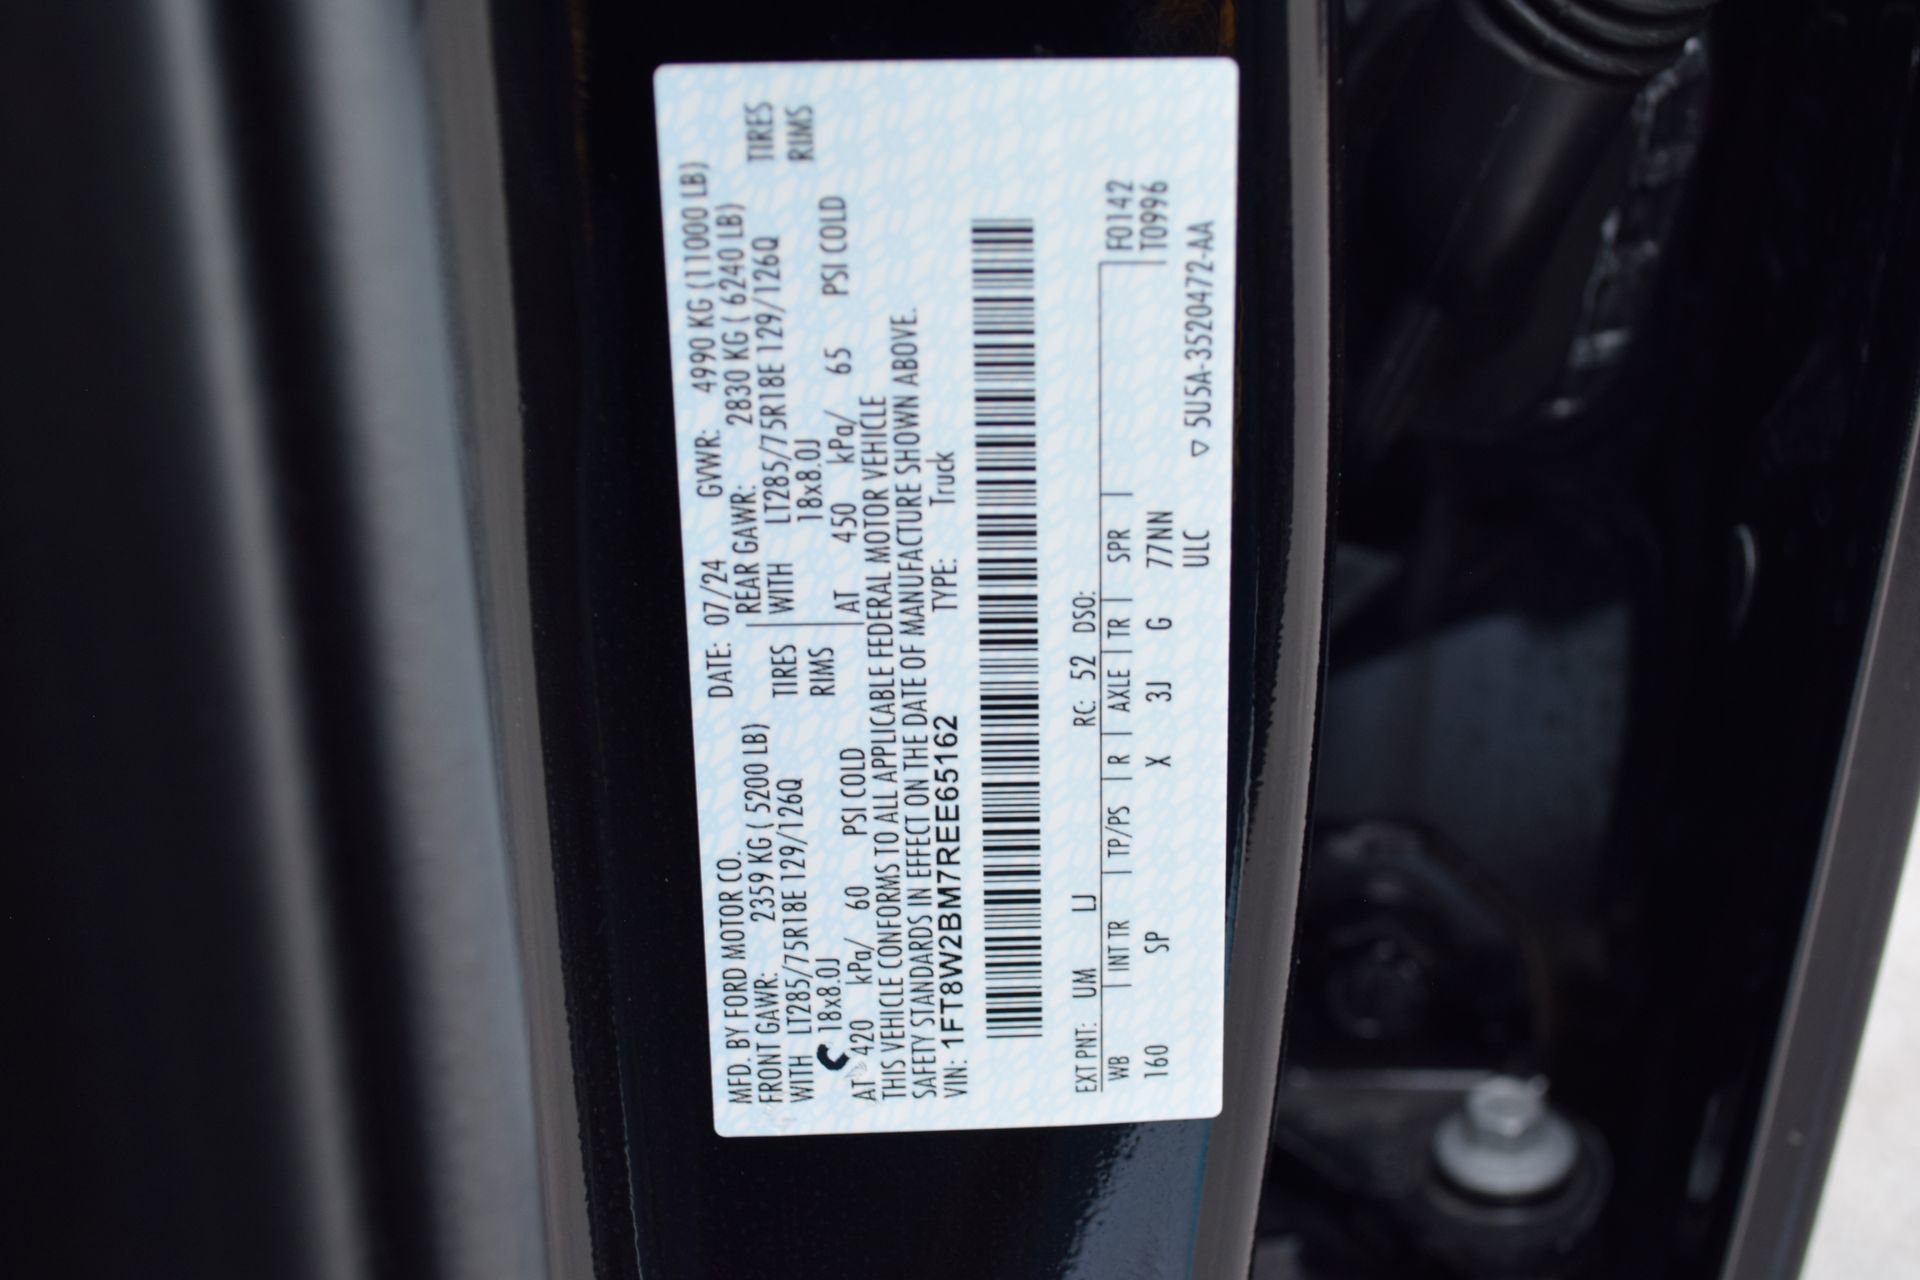 MFD. BY FORD MOTOR CO. DATE: 07/24 GVWR: 4990 KG (11000 LB)
FRONT GAWR: 2359 KG ( 5200 LB) REAR GAWR: 2830 KG ( 6240 LB)
WITH LT285/75R18E 129/126Q TIRES WITH LT285/75R18E 129/126Q TIRES
18x8.0J RIMS 18x8.0J RIMS
AT 420 kPa/ 60 PSI COLD AT 450 kPa/ 65 PSI COLD
THIS VEHICLE CONFORMS TO ALL APPLICABLE FEDERAL MOTOR VEHICLE
SAFETY STANDARDS IN EFFECT ON THE DATE OF MANUFACTURE SHOWN ABOVE.
VIN: 1FT8W2BM7REE65162 TYPE: Truck
EXT PNT: UM LJ RC: 52 DSO:
WB INT TR TP/PS R AXLE TR SPR F0142
160 SP X 3J G 77NN T0996
ULC ▽ 5U5A-3520472-AA